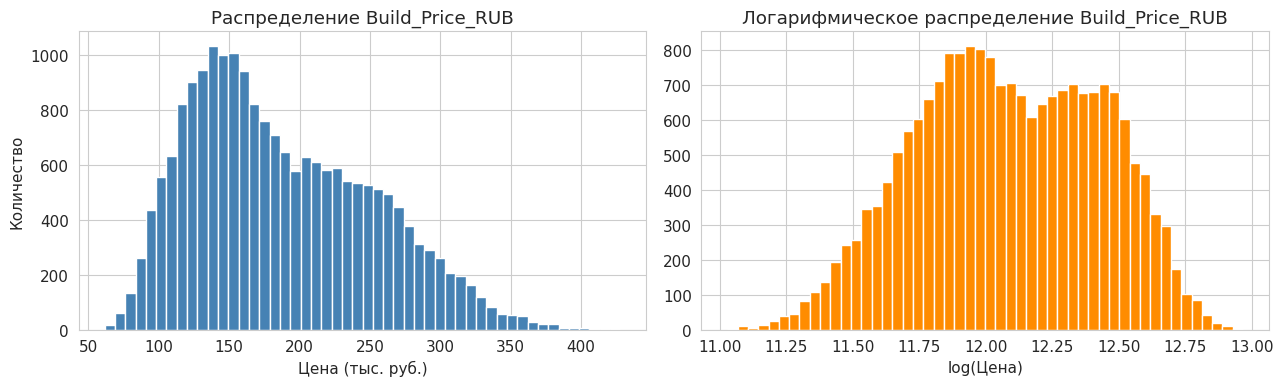 Распределение Build_Price_RUB
Количество
1000
800
600
400
200
0
50 100 150 200 250 300 350 400
Цена (тыс. руб.)
Логарифмическое распределение Build_Price_RUB
800
700
600
500
400
300
200
100
0
11.00 11.25 11.50 11.75 12.00 12.25 12.50 12.75 13.00
log(Цена)